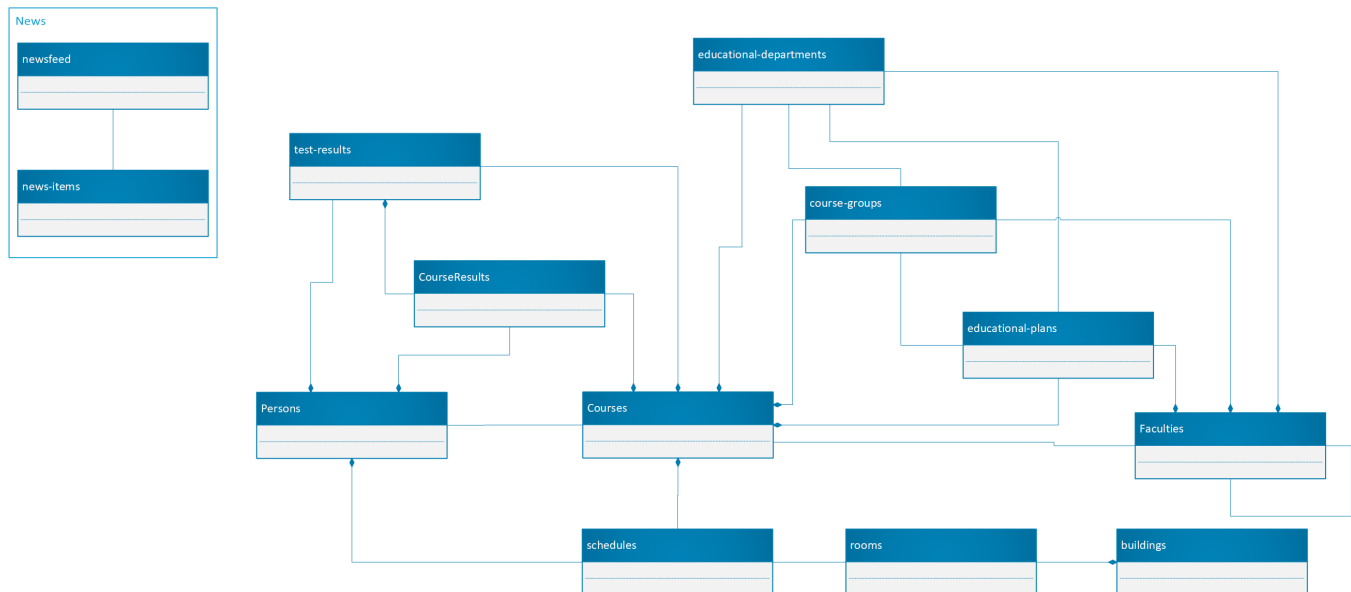 News
newsfeed
news-items
educational-departments
test-results
course-groups
CourseResults
educational-plans
Persons
Courses
Faculties
schedules
rooms
buildings